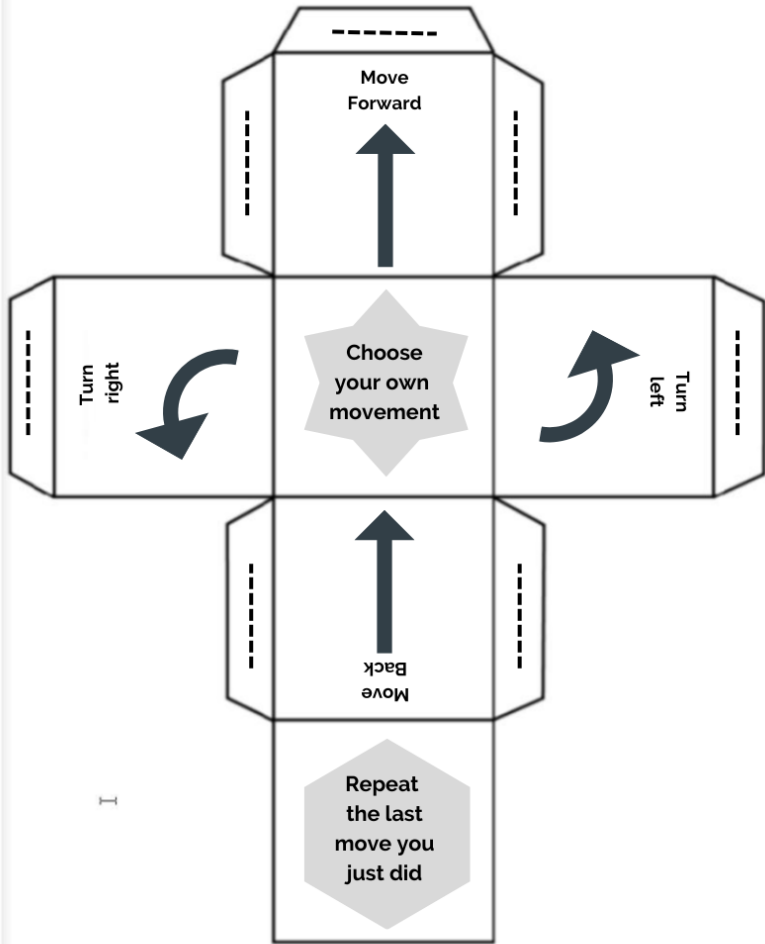 Move
Forward
Turn
right
Choose
your own
movement
Turn
left
Move
Back
Repeat
the last
move you
just did